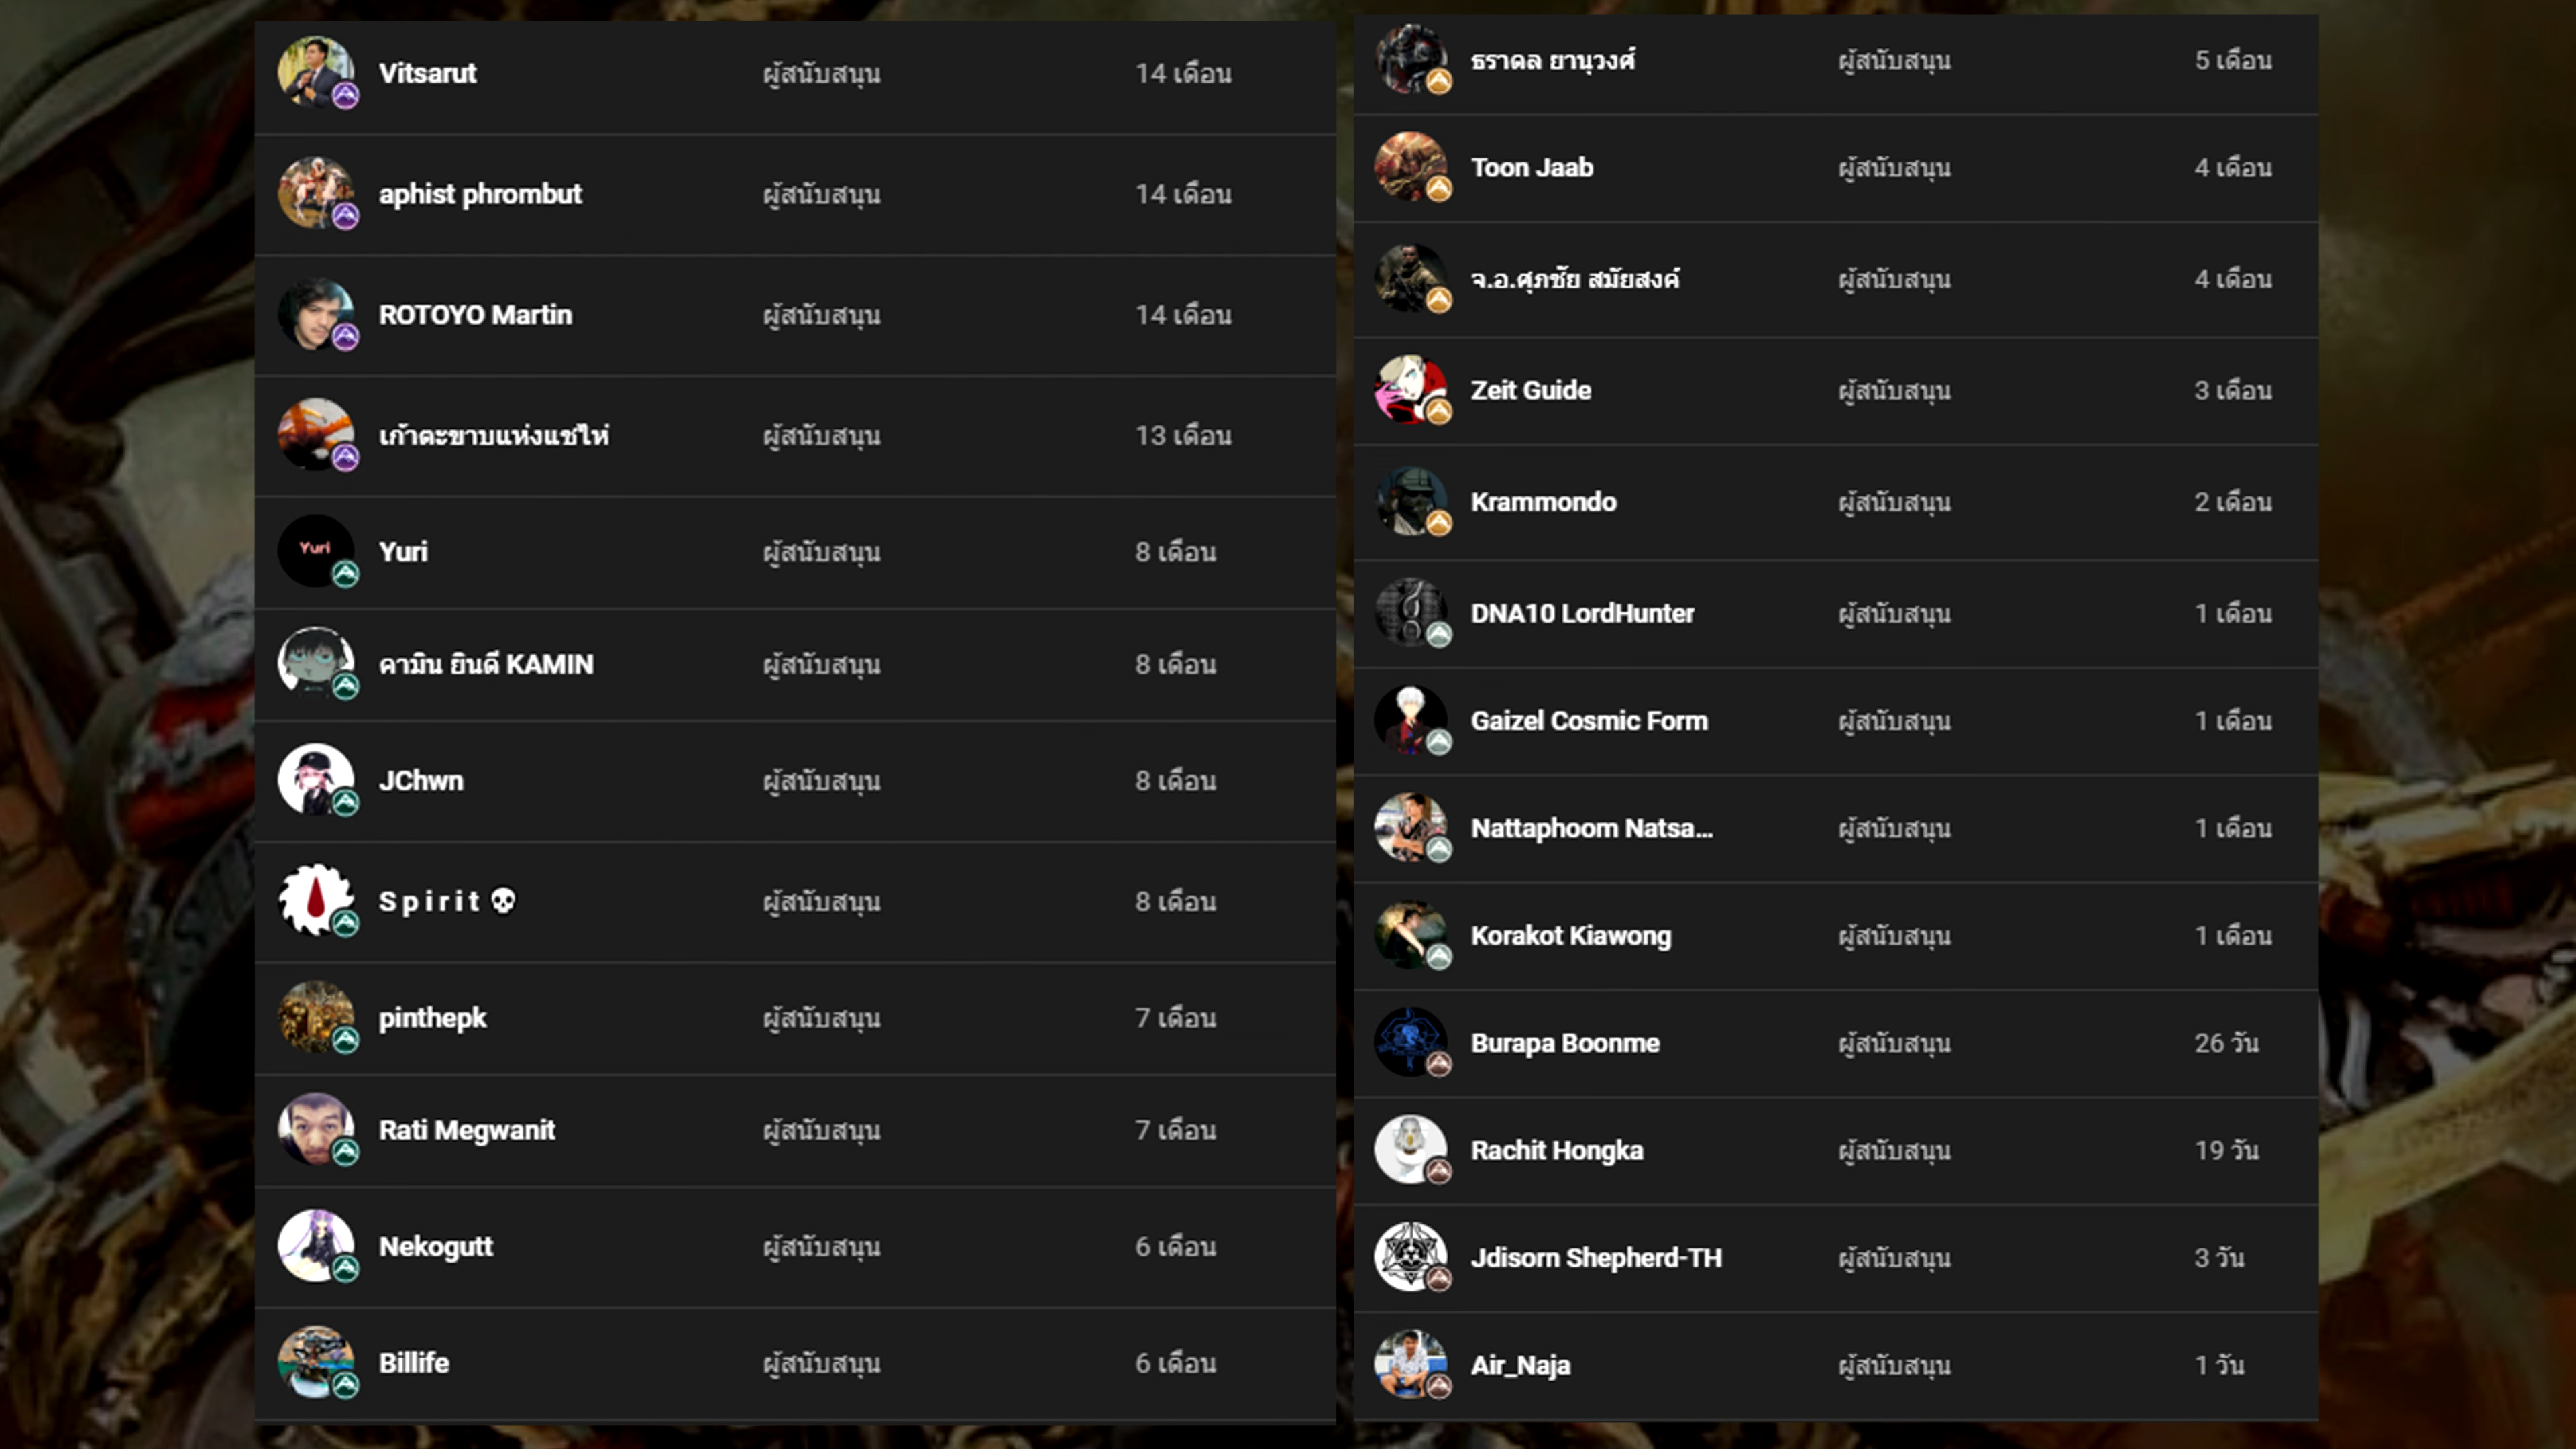 Vitsarut ผู้สนับสนุน 14 เดือน
aphist phrombut ผู้สนับสนุน 14 เดือน
ROTOYO Martin ผู้สนับสนุน 14 เดือน
เก้าตะขาบแห่งแซ่ไห่ ผู้สนับสนุน 13 เดือน
Yuri Yuri ผู้สนับสนุน 8 เดือน
คามิน ยินดี KAMIN ผู้สนับสนุน 8 เดือน
JChwn ผู้สนับสนุน 8 เดือน
S p i r i t 💀 ผู้สนับสนุน 8 เดือน
pinthepk ผู้สนับสนุน 7 เดือน
Rati Megwanit ผู้สนับสนุน 7 เดือน
Nekogutt ผู้สนับสนุน 6 เดือน
Billife ผู้สนับสนุน 6 เดือน
ธราดล ยานุวงศ์ ผู้สนับสนุน 5 เดือน
Toon Jaab ผู้สนับสนุน 4 เดือน
จ.อ.ศุภชัย สมัยสงค์ ผู้สนับสนุน 4 เดือน
Zeit Guide ผู้สนับสนุน 3 เดือน
Krammondo ผู้สนับสนุน 2 เดือน
DNA10 LordHunter ผู้สนับสนุน 1 เดือน
Gaizel Cosmic Form ผู้สนับสนุน 1 เดือน
Nattaphoom Natsa... ผู้สนับสนุน 1 เดือน
Korakot Kiawong ผู้สนับสนุน 1 เดือน
Burapa Boonme ผู้สนับสนุน 26 วัน
Rachit Hongka ผู้สนับสนุน 19 วัน
Jdisorn Shepherd-TH ผู้สนับสนุน 3 วัน
Air_Naja ผู้สนับสนุน 1 วัน